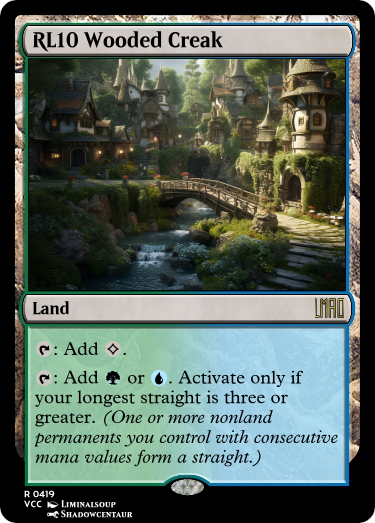 RL10 Wooded Creak
Land
LMAO
: Add .
: Add or . Activate only if
your longest straight is three or
greater. (One or more nonland
permanents you control with consecutive
mana values form a straight.)
R 0419
VCC Liminalsoup
Shadowcentaur